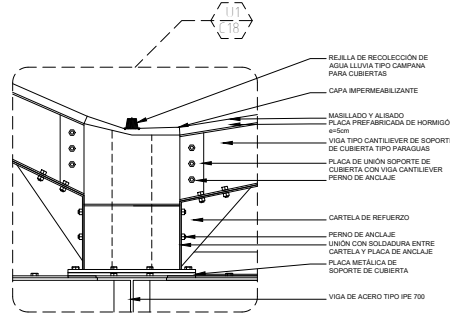 U1
C18
REJILLA DE RECOLECCIÓN DE
AGUA LLUVIA TIPO CAMPANA
PARA CUBIERTAS
CAPA IMPERMEABILIZANTE
MASILLADO Y ALISADO
PLACA PREFABRICADA DE HORMIGÓ
e=5cm
VIGA TIPO CANTILIEVER DE SOPORTE
DE CUBIERTA TIPO PARAGUAS
PLACA DE UNIÓN SOPORTE DE
CUBIERTA CON VIGA CANTILIEVER
PERNO DE ANCLAJE
CARTELA DE REFUERZO
PERNO DE ANCLAJE
UNIÓN CON SOLDADURA ENTRE
CARTELA Y PLACA DE ANCLAJE
PLACA METÁLICA DE
SOPORTE DE CUBIERTA
VIGA DE ACERO TIPO IPE 700